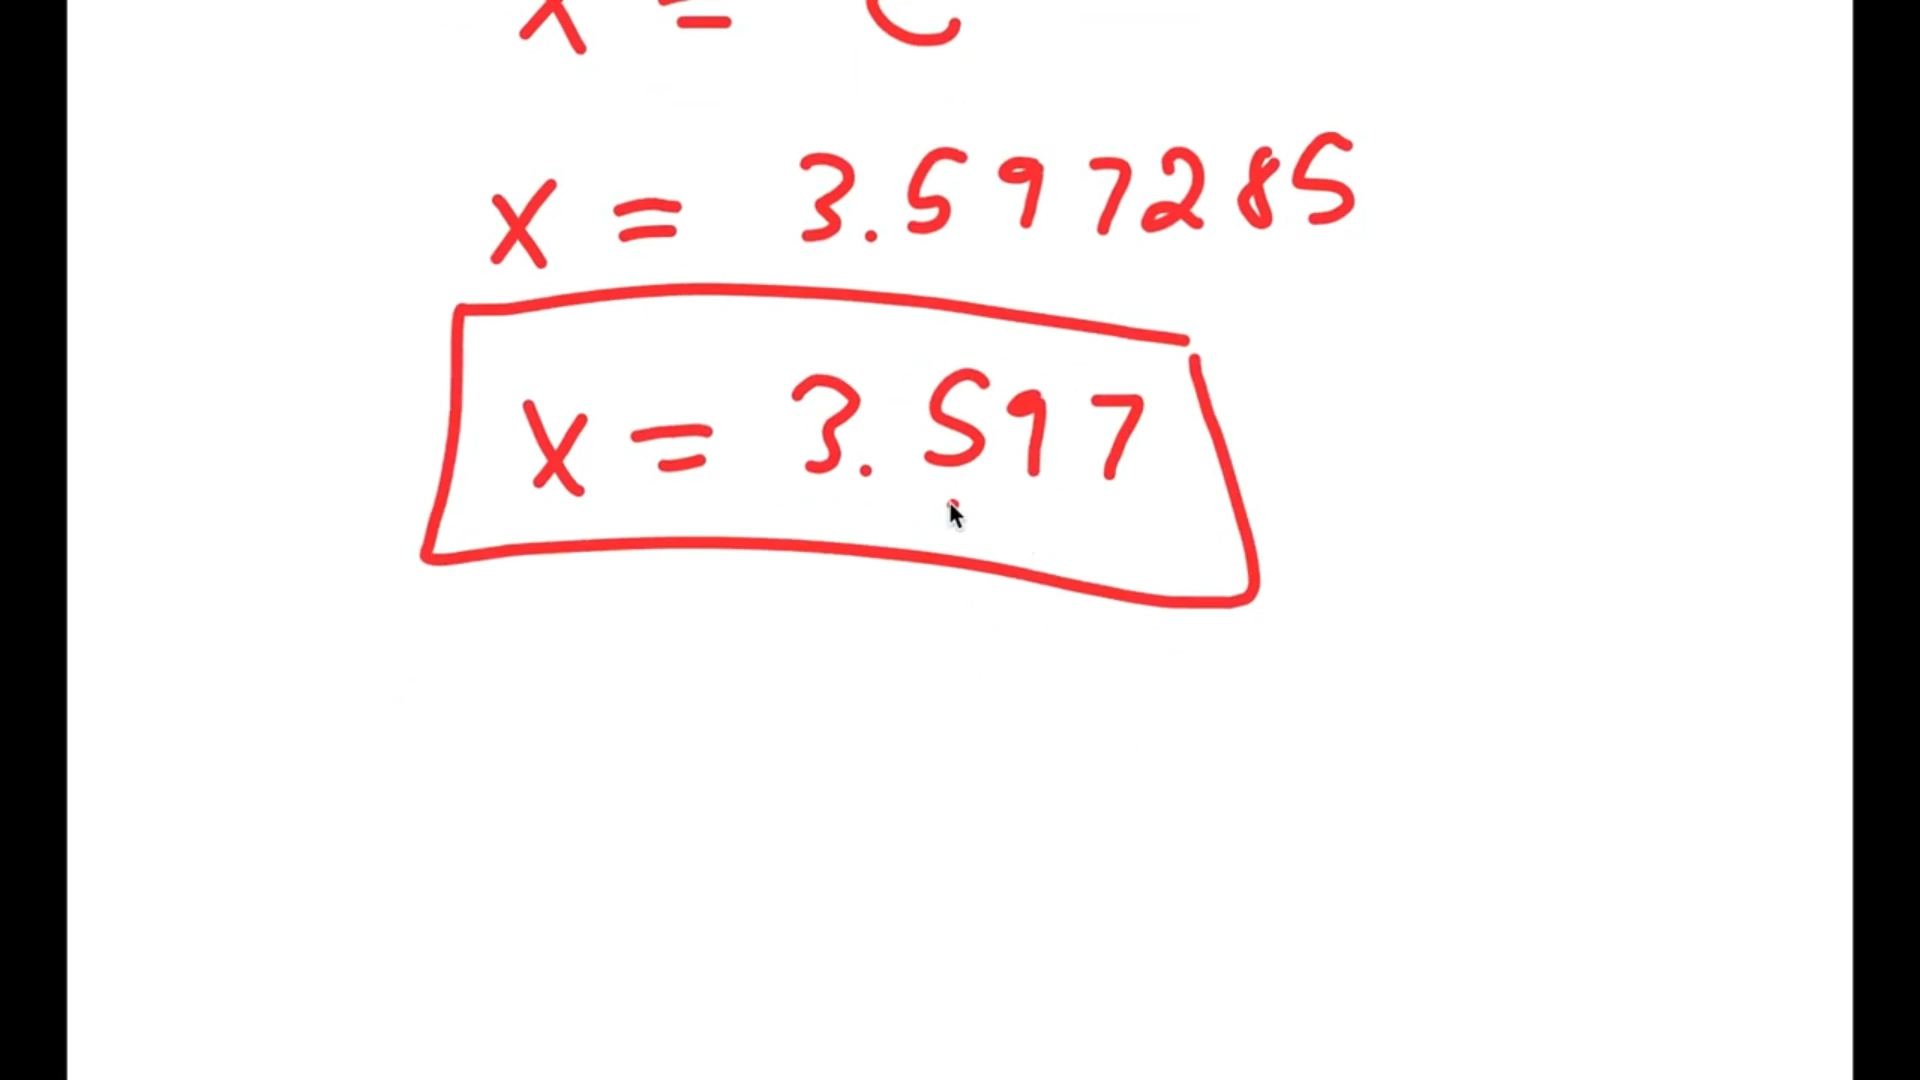 x = e
x = 3.597285
x = 3.597